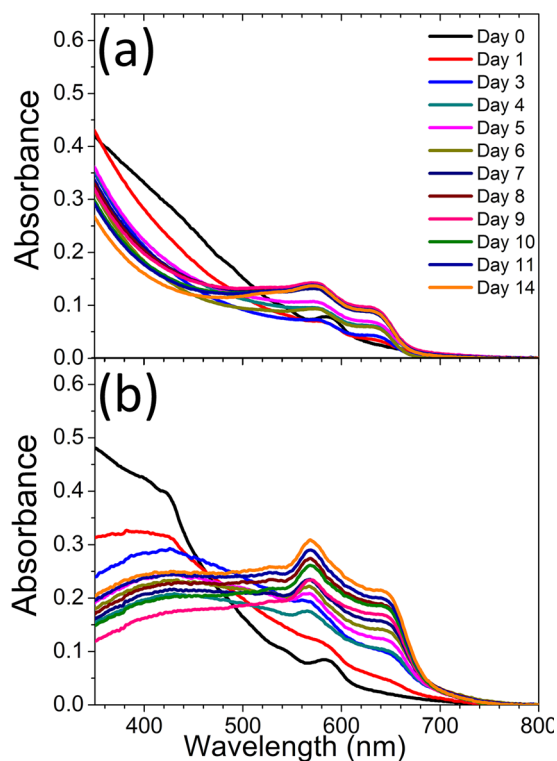 (a)
Absorbance
0.6
0.5
0.4
0.3
0.2
0.1
0.0
Day 0
Day 1
Day 3
Day 4
Day 5
Day 6
Day 7
Day 8
Day 9
Day 10
Day 11
Day 14
(b)
Absorbance
0.6
0.5
0.4
0.3
0.2
0.1
0.0
400 500 600 700 800
Wavelength (nm)